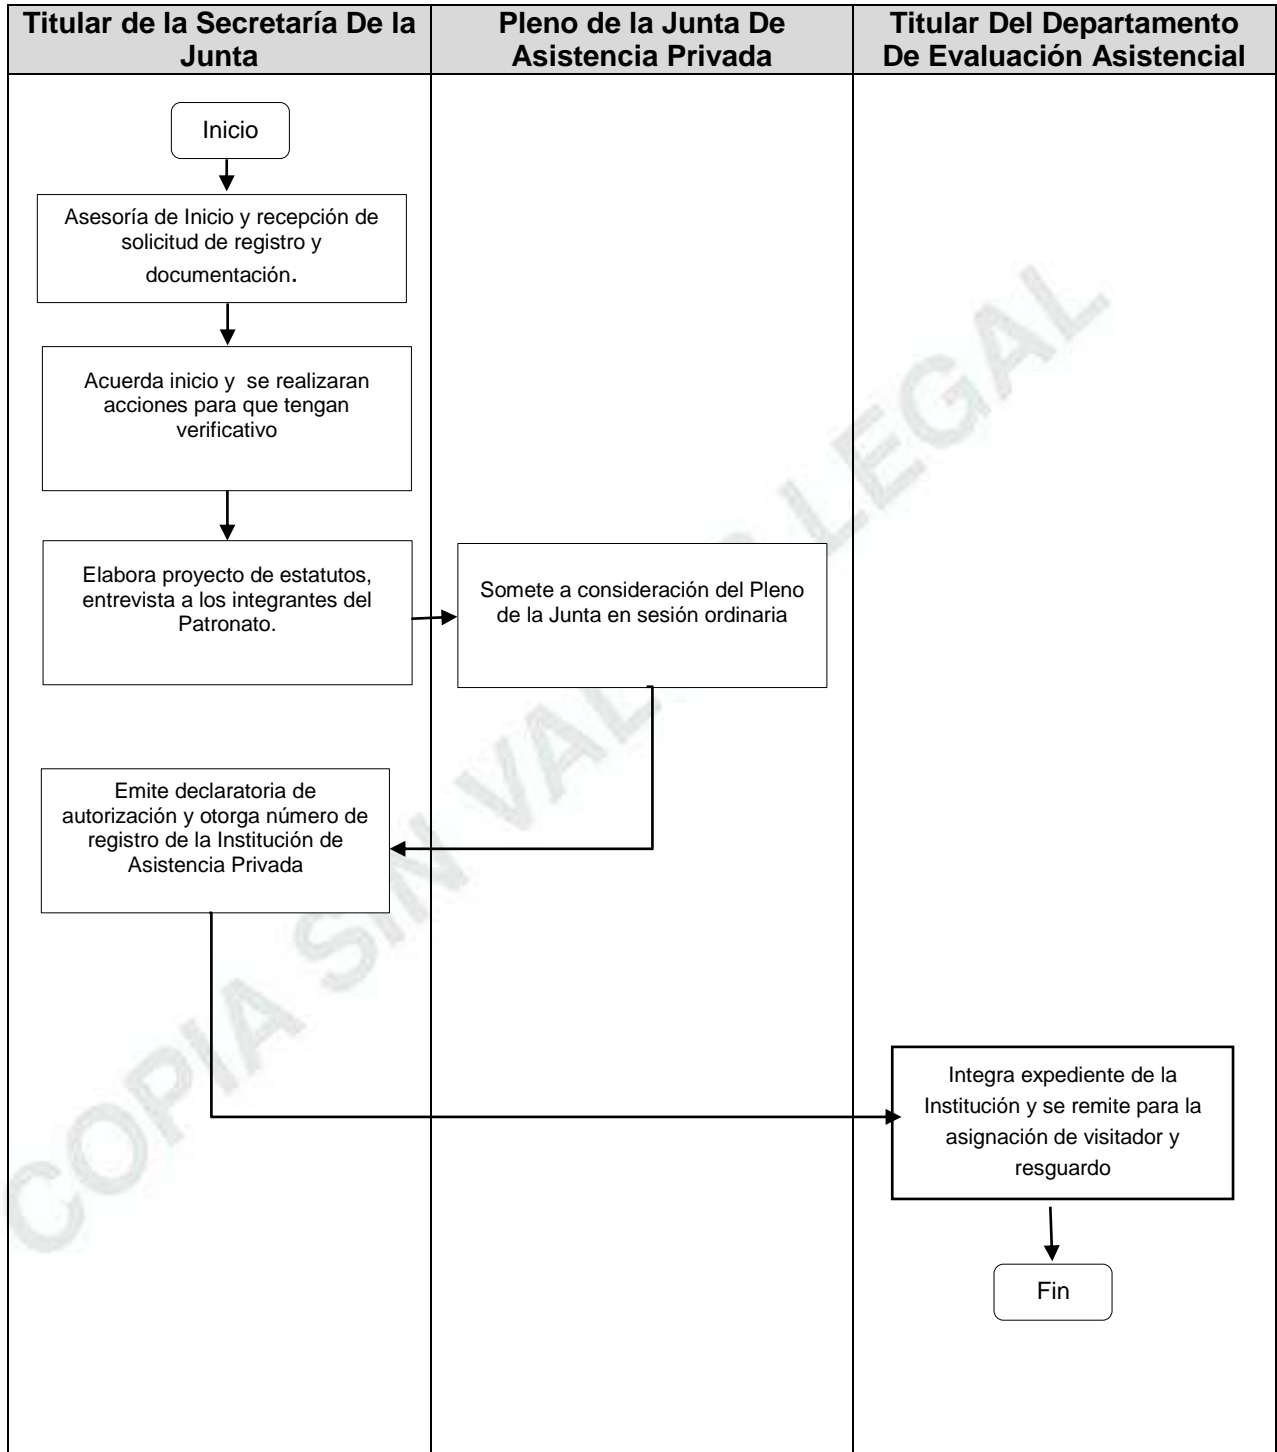 Titular de la Secretaría De la
Junta
Pleno de la Junta De
Asistencia Privada
Titular Del Departamento
De Evaluación Asistencial
Inicio
Asesoría de Inicio y recepción de
solicitud de registro y
documentación.
Acuerda inicio y  se realizaran
acciones para que tengan
verificativo
Elabora proyecto de estatutos,
entrevista a los integrantes del
Patronato.
Somete a consideración del Pleno
de la Junta en sesión ordinaria
Emite declaratoria de
autorización y otorga número de
registro de la Institución de
Asistencia Privada
Integra expediente de la
Institución y se remite para la
asignación de visitador y
resguardo
Fin
COPIA SIN VALOR LEGAL